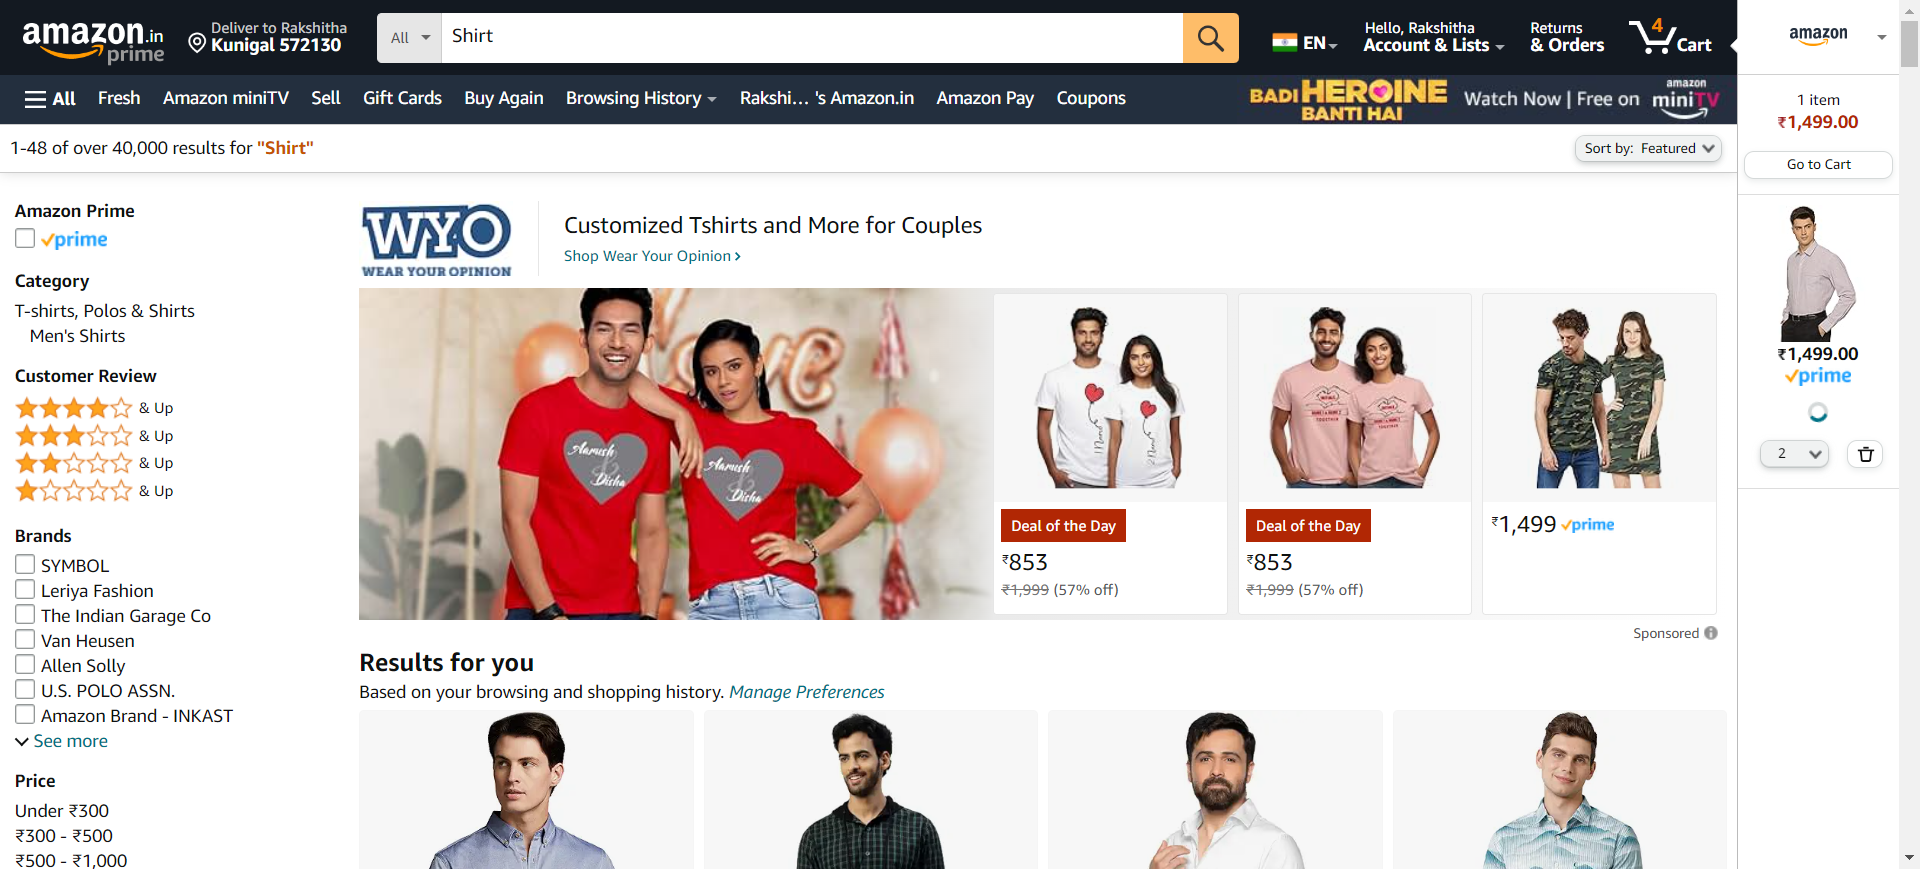 amazon.in
prime
Deliver to Rakshitha
Kunigal 572130
All
Shirt
EN
Hello, Rakshitha
Account & Lists
Returns
& Orders
4
Cart
All
Fresh
Amazon miniTV
Sell
Gift Cards
Buy Again
Browsing History
Rakshi... 's Amazon.in
Amazon Pay
Coupons
BADI HEROINE
BANTI HAI
Watch Now | Free on
amazon
miniTV
1-48 of over 40,000 results for "Shirt"
Sort by: Featured
Amazon Prime
prime
Category
T-shirts, Polos & Shirts
Men's Shirts
Customer Review
& Up
& Up
& Up
& Up
Brands
SYMBOL
Leriya Fashion
The Indian Garage Co
Van Heusen
Allen Solly
U.S. POLO ASSN.
Amazon Brand - INKAST
See more
Price
Under ₹300
₹300 - ₹500
₹500 - ₹1,000
WYO
WEAR YOUR OPINION
Customized Tshirts and More for Couples
Shop Wear Your Opinion ›
Love
Aarush
&
Disha
Aarush
&
Disha
Deal of the Day
₹853
₹1,999 (57% off)
TOGETHER
TOGETHER
Deal of the Day
₹853
₹1,999 (57% off)
₹1,499 prime
Sponsored
Results for you
Based on your browsing and shopping history. Manage Preferences
amazon
1 item
₹1,499.00
Go to Cart
₹1,499.00
prime
2